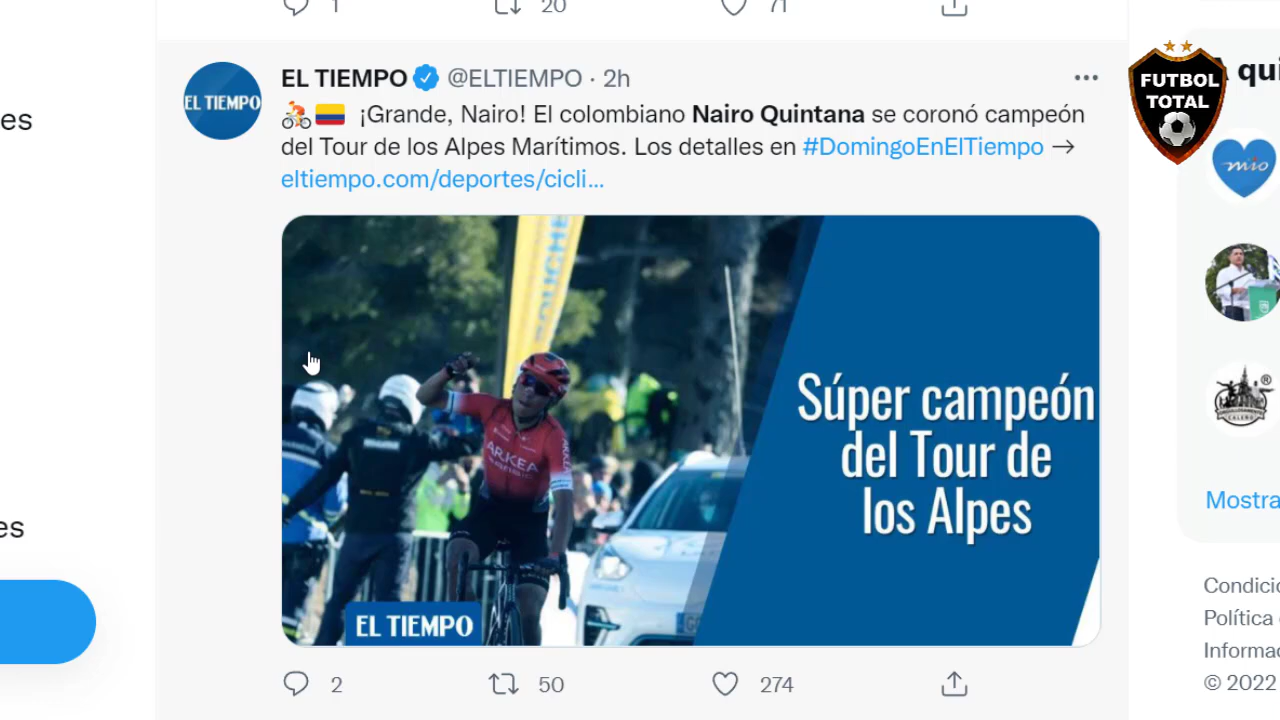 1
20
71
es
EL TIEMPO @ELTIEMPO · 2h
EL TIEMPO
¡Grande, Nairo! El colombiano Nairo Quintana se coronó campeón
del Tour de los Alpes Marítimos. Los detalles en #DomingoEnElTiempo →
eltiempo.com/deportes/cicli...
ARKEA
Súper campeón
del Tour de
los Alpes
EL TIEMPO
2
50
274
es
FUTBOL
TOTAL
A qui
mio
Mostra
Condicio
Política
Informac
© 2022